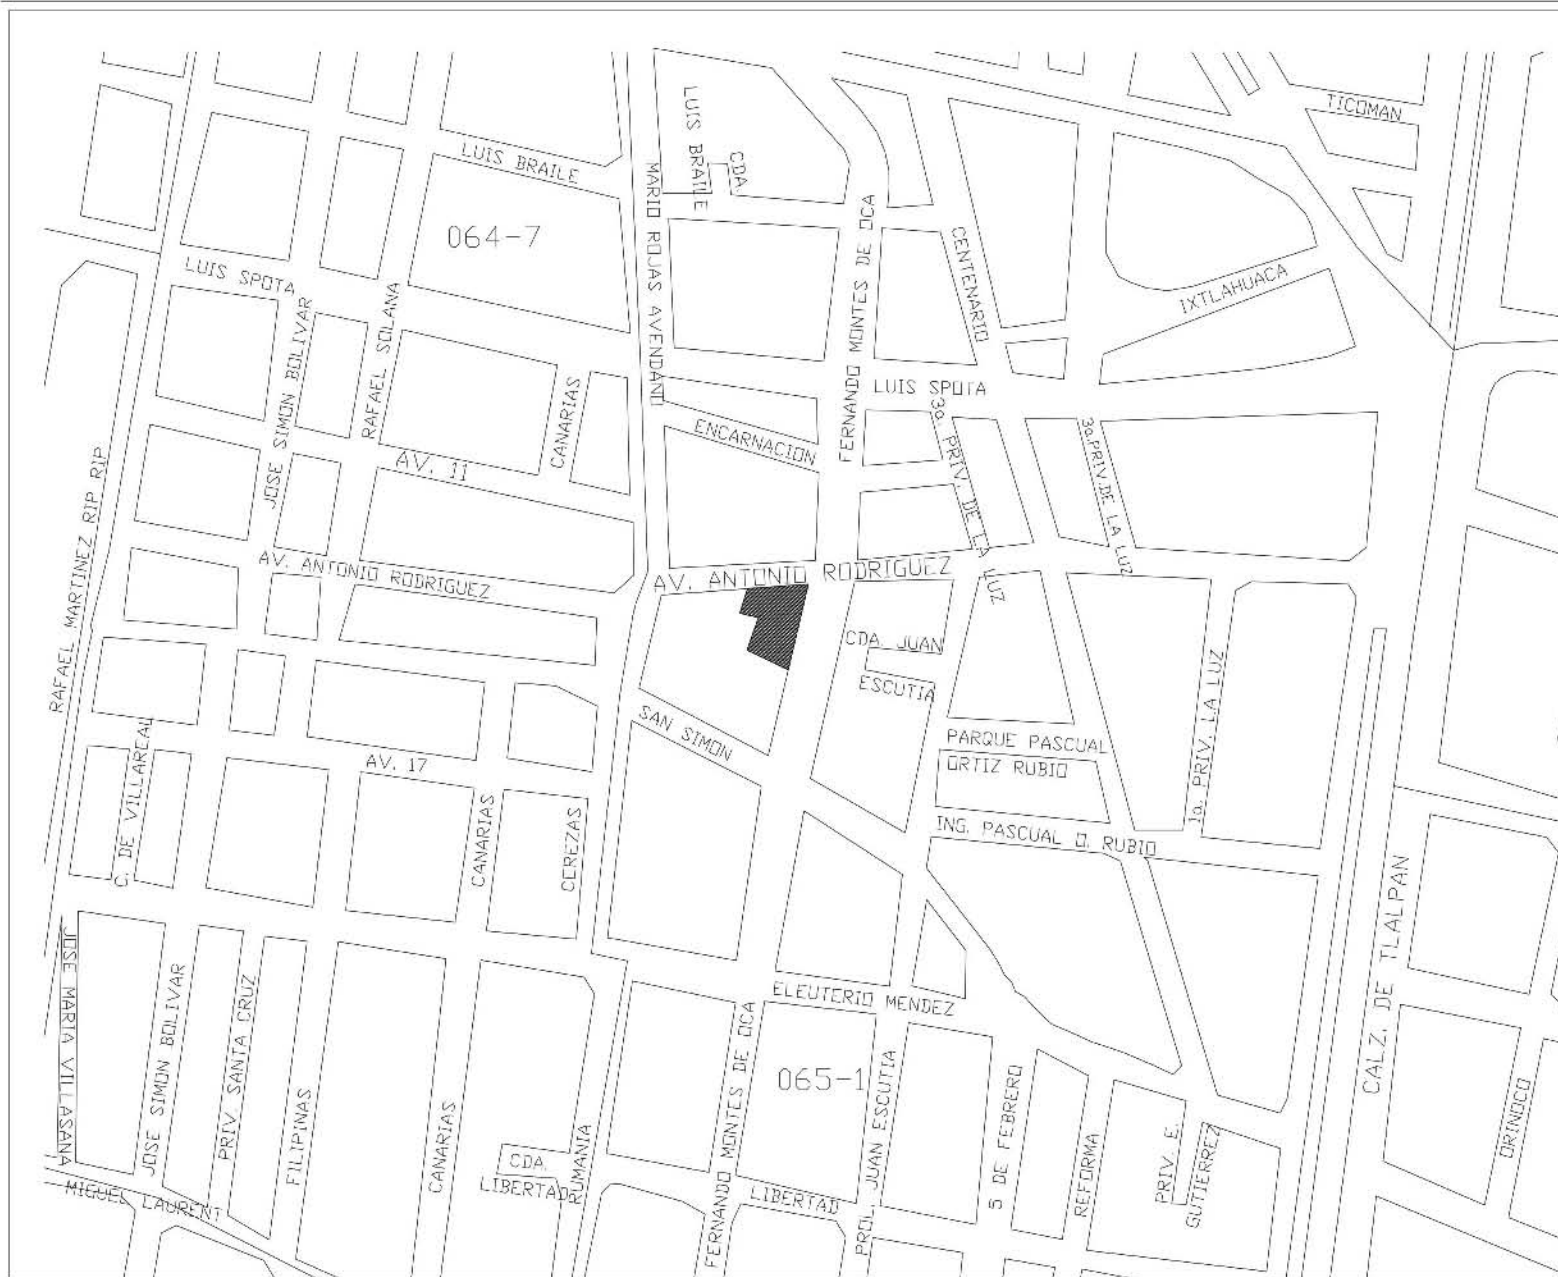 TICOMAN
LUIS BRAILE
CDA.
LUIS BRAILE
064-7
MARIO ROJAS AVENDANO
FERNANDO MONTES DE OCA
CENTENARIO
IXTLAHUACA
LUIS SPOTA
JOSE SIMON BOLIVAR
RAFAEL SOLANA
CANARIAS
LUIS SPOTA
ENCARNACION
3a. PRIV. DE LA LUZ
3a.PRIV.DE LA LUZ
AV. 11
RAFAEL MARTINEZ RIP RIP
AV. ANTONIO RODRIGUEZ
AV. ANTONIO RODRIGUEZ
CDA. JUAN
ESCUTIA
1a. PRIV. LA LUZ
SAN SIMON
PARQUE PASCUAL
ORTIZ RUBIO
C. DE VILLAREAL
AV. 17
CANARIAS
CEREZAS
ING. PASCUAL O. RUBIO
CALZ. DE TLALPAN
JOSE MARIA VILLASANA
JOSE SIMON BOLIVAR
PRIV. SANTA CRUZ
FILIPINAS
CANARIAS
RUMANIA
ELEUTERIO MENDEZ
065-1
FERNANDO MONTES DE OCA
PROL. JUAN ESCUTIA
5 DE FEBRERO
REFORMA
PRIV. E.
GUTIERREZ
ORINOCO
CDA.
LIBERTAD
LIBERTAD
MIGUEL LAURENT